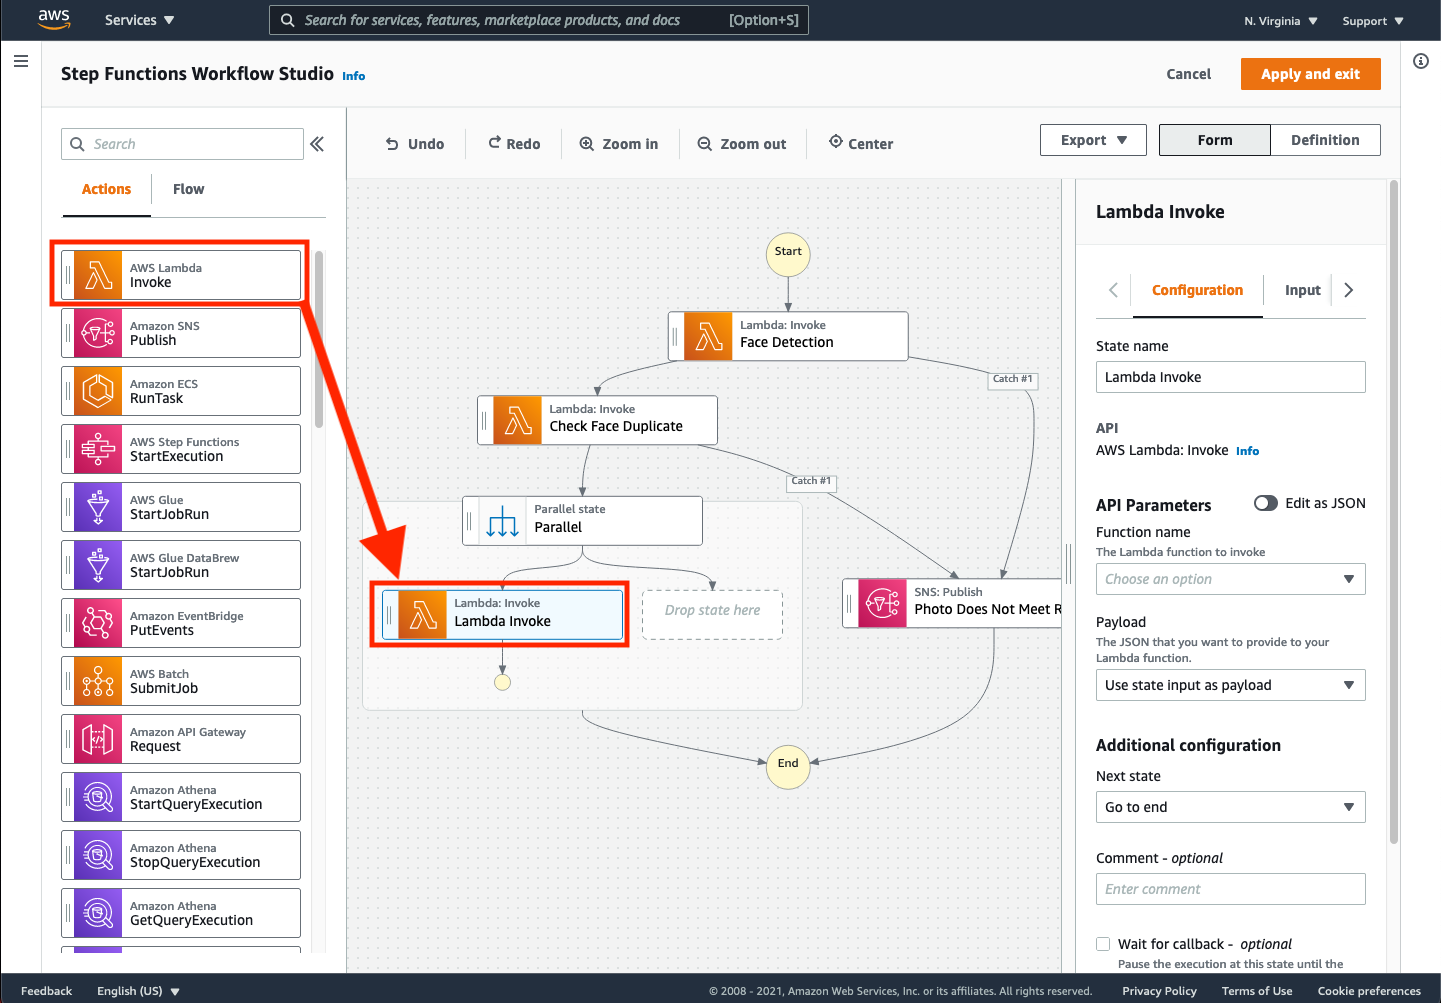 aws
Services
Search for services, features, marketplace products, and docs
[Option+S]
N. Virginia
Support
Step Functions Workflow Studio
Info
Cancel
Apply and exit
Search
Undo
Redo
Zoom in
Zoom out
Center
Export
Form
Definition
Actions
Flow
AWS Lambda
Invoke
Amazon SNS
Publish
Amazon ECS
RunTask
AWS Step Functions
StartExecution
AWS Glue
StartJobRun
AWS Glue DataBrew
StartJobRun
Amazon EventBridge
PutEvents
AWS Batch
SubmitJob
Amazon API Gateway
Request
Amazon Athena
StartQueryExecution
Amazon Athena
StopQueryExecution
Amazon Athena
GetQueryExecution
Start
Lambda: Invoke
Face Detection
Catch #1
Lambda: Invoke
Check Face Duplicate
Catch #1
Parallel state
Parallel
Lambda: Invoke
Lambda Invoke
Drop state here
SNS: Publish
Photo Does Not Meet R
End
Lambda Invoke
Configuration
Input
State name
Lambda Invoke
API
AWS Lambda: Invoke Info
API Parameters
Edit as JSON
Function name
The Lambda function to invoke
Choose an option
Payload
The JSON that you want to provide to your
Lambda function.
Use state input as payload
Additional configuration
Next state
Go to end
Comment - optional
Enter comment
Wait for callback - optional
Pause the execution at this state until the
Feedback
English (US)
© 2008 - 2021, Amazon Web Services, Inc. or its affiliates. All rights reserved.
Privacy Policy
Terms of Use
Cookie preferences